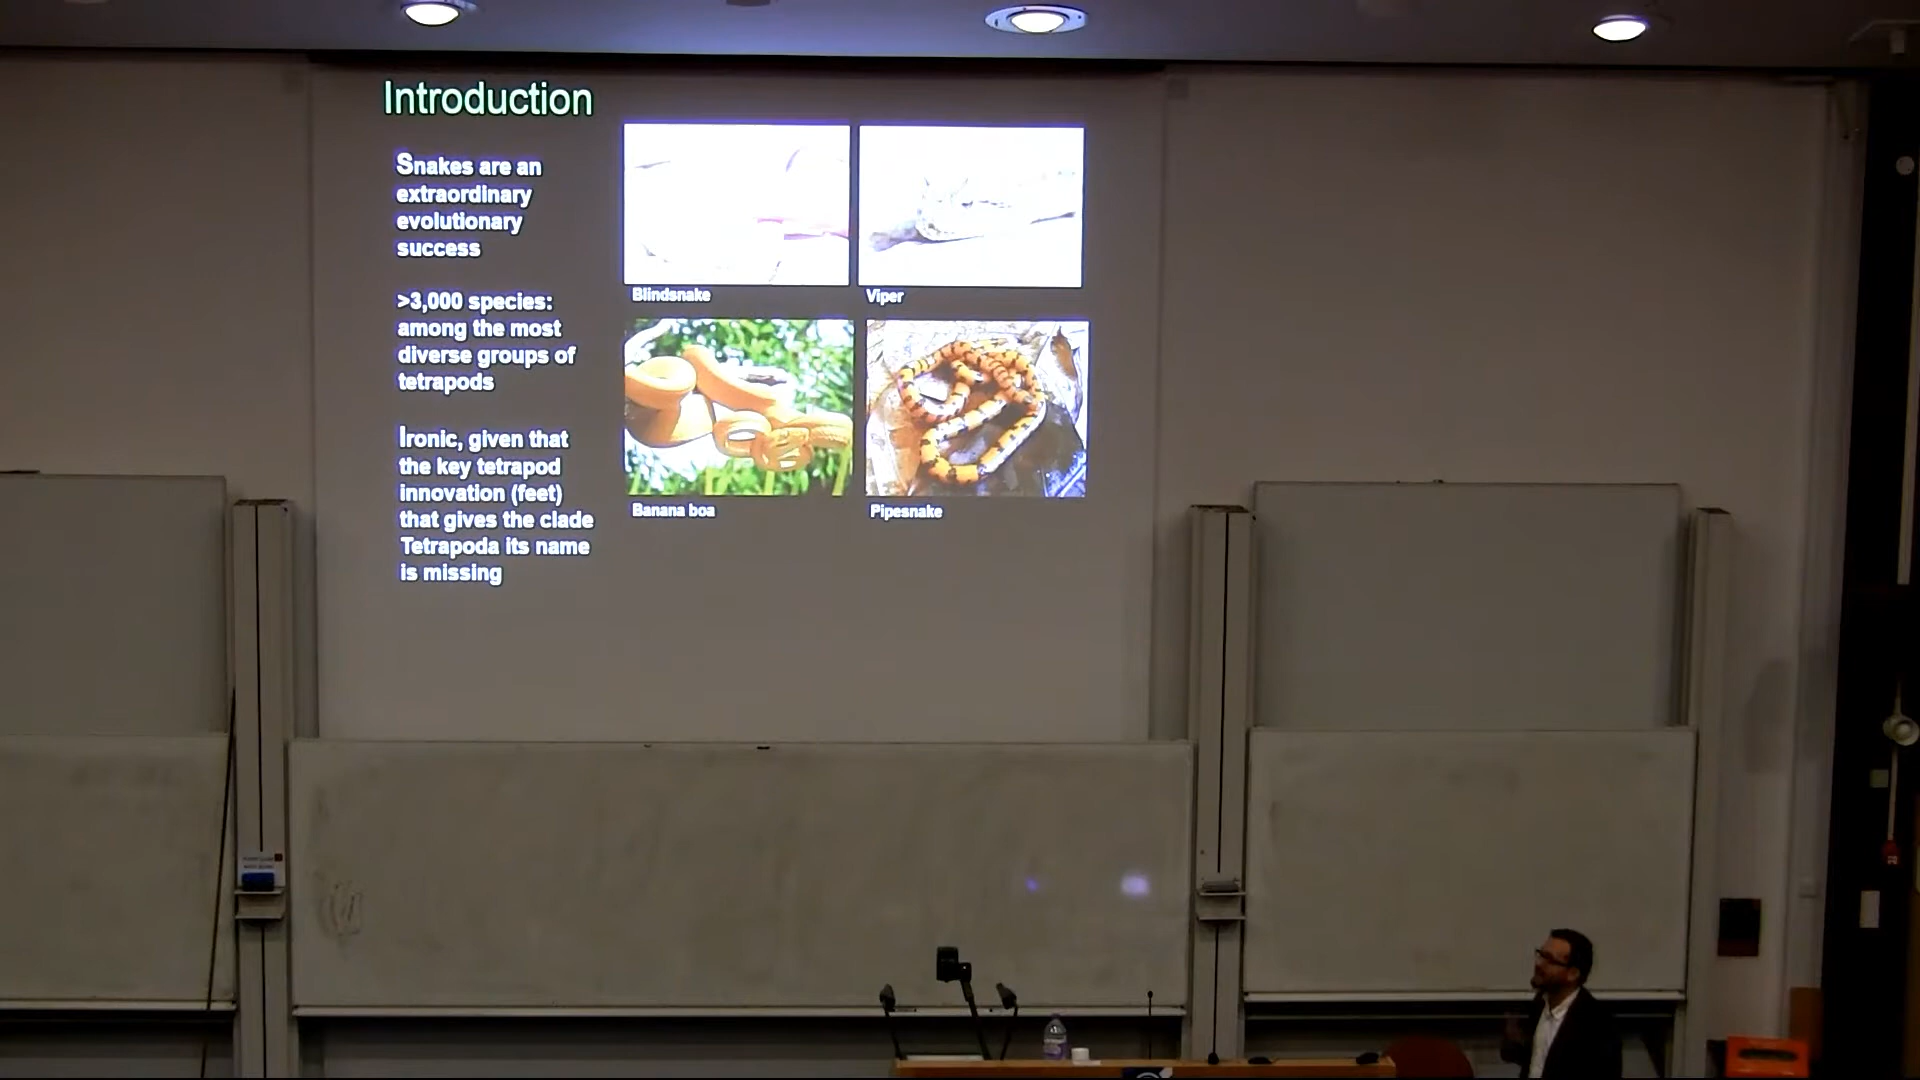 Introduction
Snakes are an
extraordinary
evolutionary
success
>3,000 species:
among the most
diverse groups of
tetrapods
Ironic, given that
the key tetrapod
innovation (feet)
that gives the clade
Tetrapoda its name
is missing
Blindsnake
Viper
Banana boa
Pipesnake